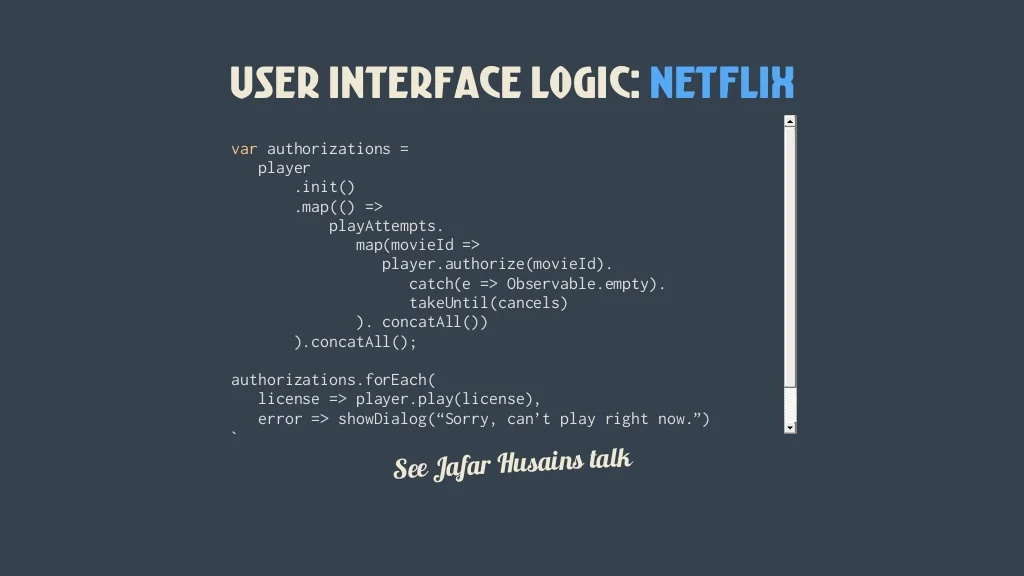 USER INTERFACE LOGIC: NETFLIX
var authorizations =
   player
       .init()
       .map(() =>
           playAttempts.
              map(movieId =>
                 player.authorize(movieId).
                    catch(e => Observable.empty).
                    takeUntil(cancels)
              ). concatAll())
       ).concatAll();
authorizations.forEach(
   license => player.play(license),
   error => showDialog(“Sorry, can’t play right now.”)
See Jafar Husains talk